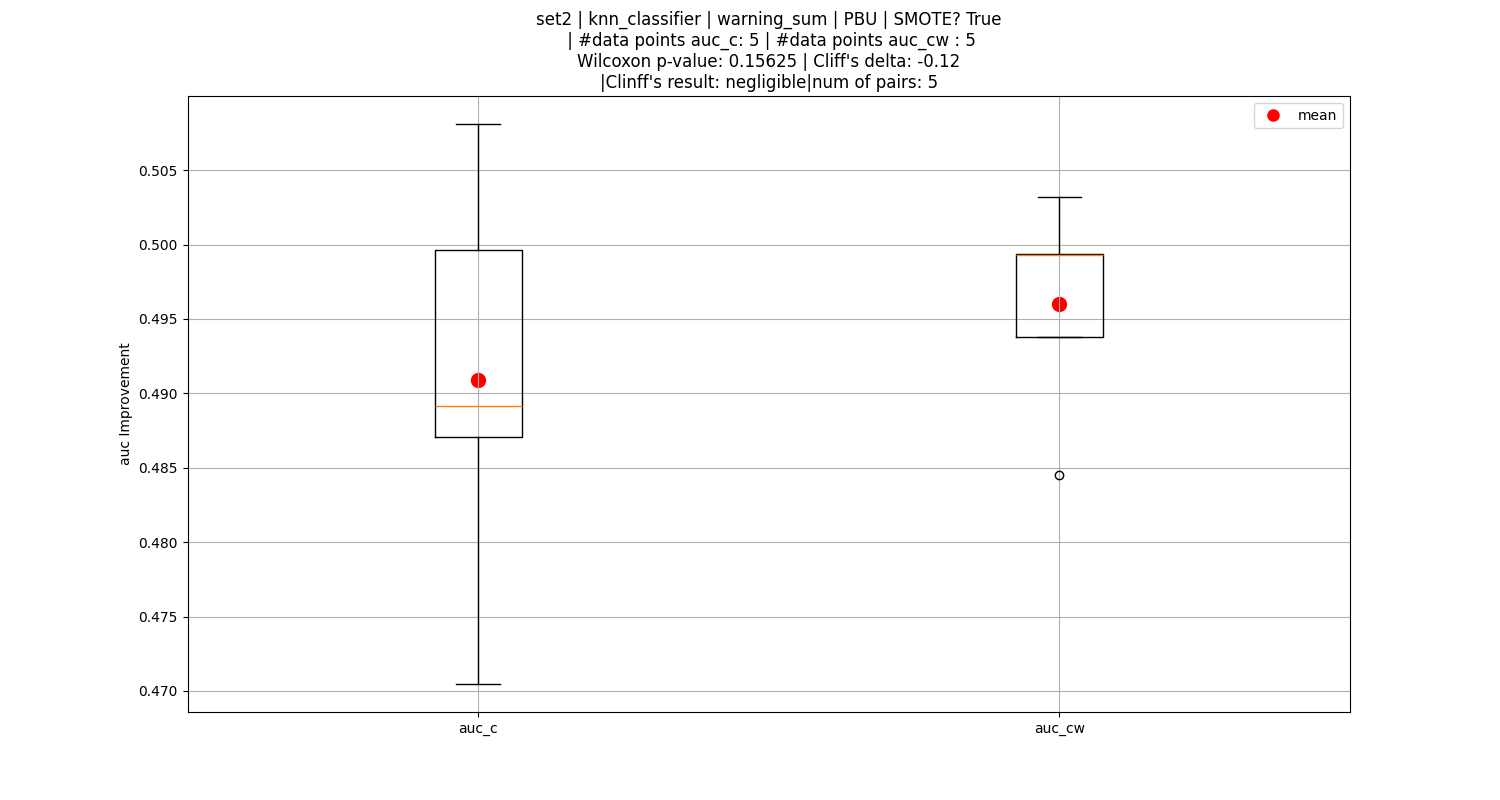 set2 | knn_classifier | warning_sum | PBU | SMOTE? True
| #data points auc_c: 5 | #data points auc_cw : 5
Wilcoxon p-value: 0.15625 | Cliff's delta: -0.12
|Clinff's result: negligible|num of pairs: 5
mean
0.505
0.500
0.495
0.490
0.485
0.480
0.475
0.470
auc Improvement
auc_c
auc_cw